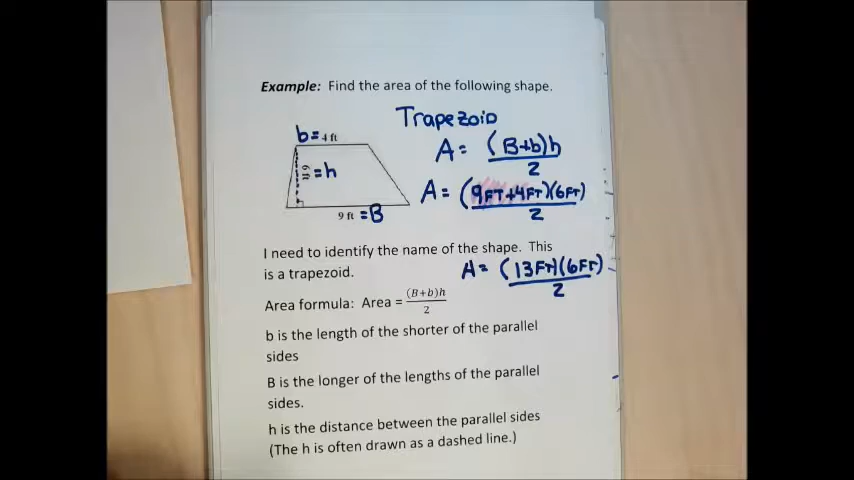 Example: Find the area of the following shape.
Trapezoid
b = 4 ft
A = (B+b)h
2
6 ft = h
A = (9FT+4FT)(6FT)
2
9 ft = B
I need to identify the name of the shape. This
is a trapezoid.
A = (13FT)(6FT)
2
Area formula: Area = (B+b)h
2
b is the length of the shorter of the parallel
sides
B is the longer of the lengths of the parallel
sides.
h is the distance between the parallel sides
(The h is often drawn as a dashed line.)